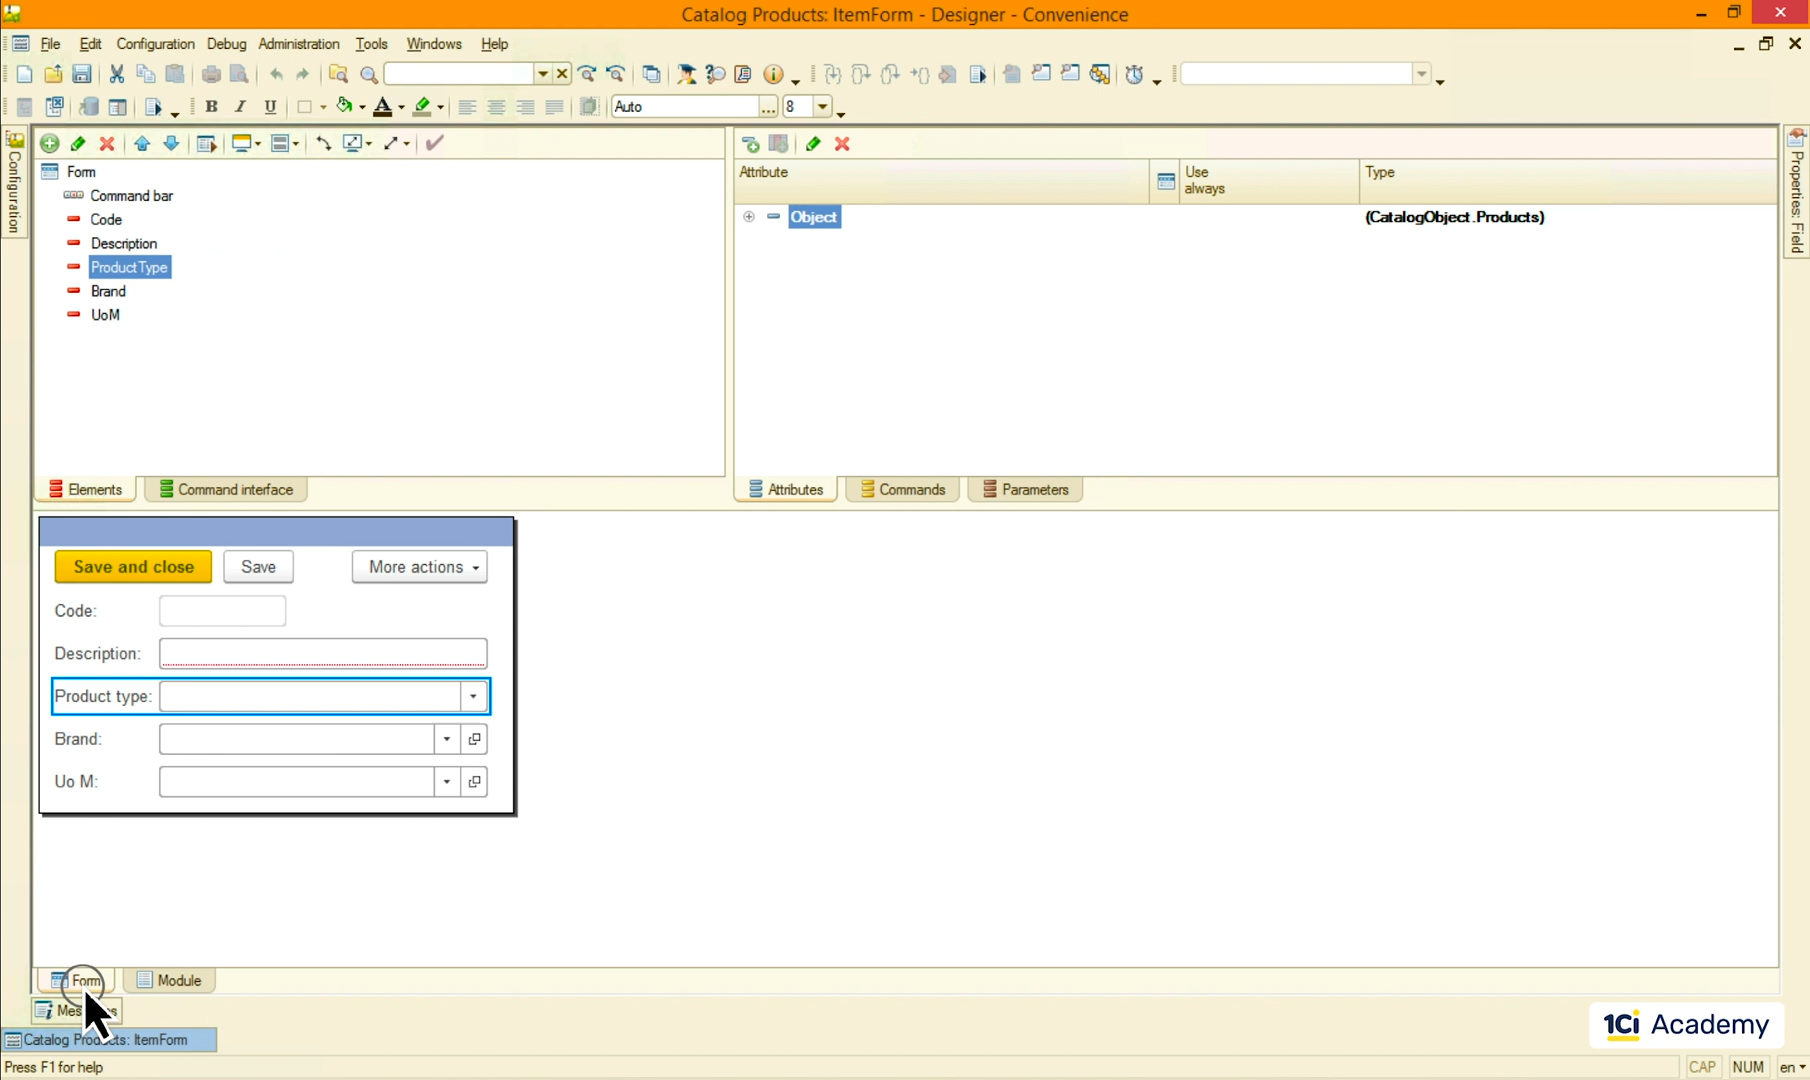 Catalog Products: ItemForm - Designer - Convenience
File Edit Configuration Debug Administration Tools Windows Help
B I U Auto ... 8
Configuration
Form
Command bar
Code
Description
ProductType
Brand
UoM
Elements Command interface
Attribute Use always Type
Object (CatalogObject.Products)
Attributes Commands Parameters
Properties: Field
Save and close Save More actions
Code:
Description:
Product type:
Brand:
Uo M:
Form Module
Catalog Products: ItemForm
1Ci Academy
Press F1 for help
CAP NUM en